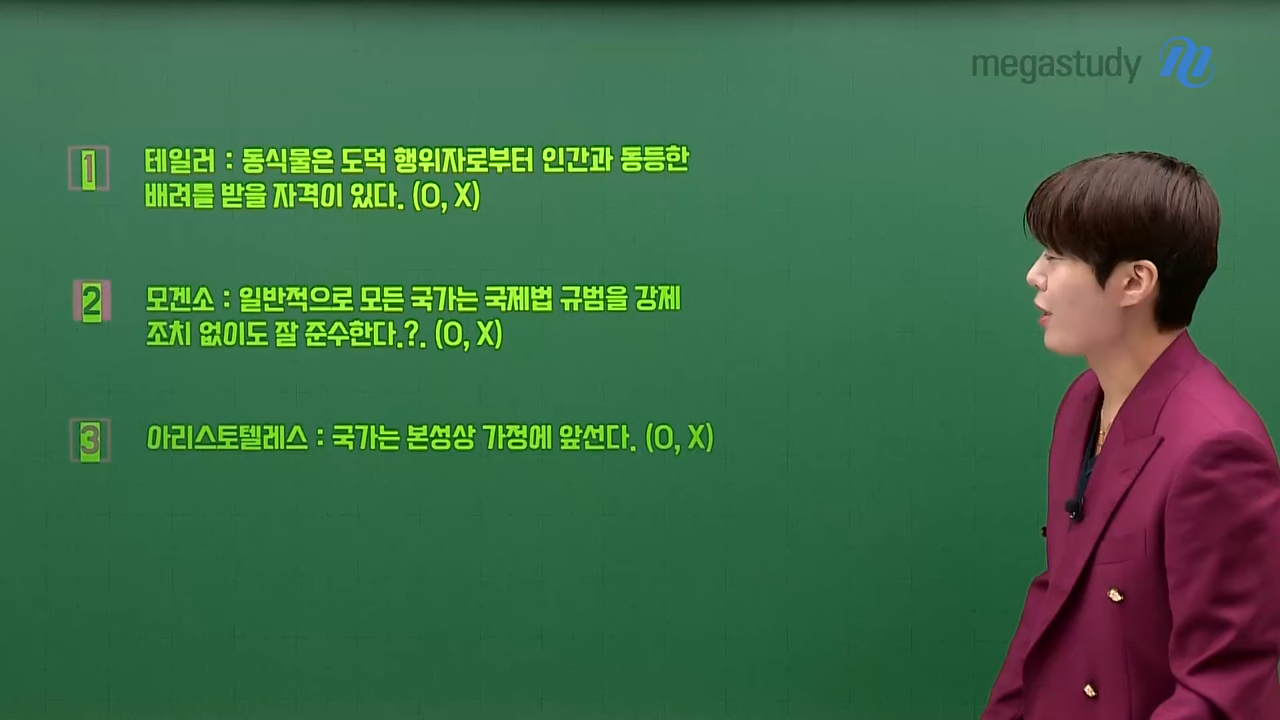 megastudy
1 테일러 : 동식물은 도덕 행위자로부터 인간과 동등한
배려를 받을 자격이 있다. (O, X)
2 모겐소 : 일반적으로 모든 국가는 국제법 규범을 강제
조치 없이도 잘 준수한다.?. (O, X)
3 아리스토텔레스 : 국가는 본성상 가정에 앞선다. (O, X)